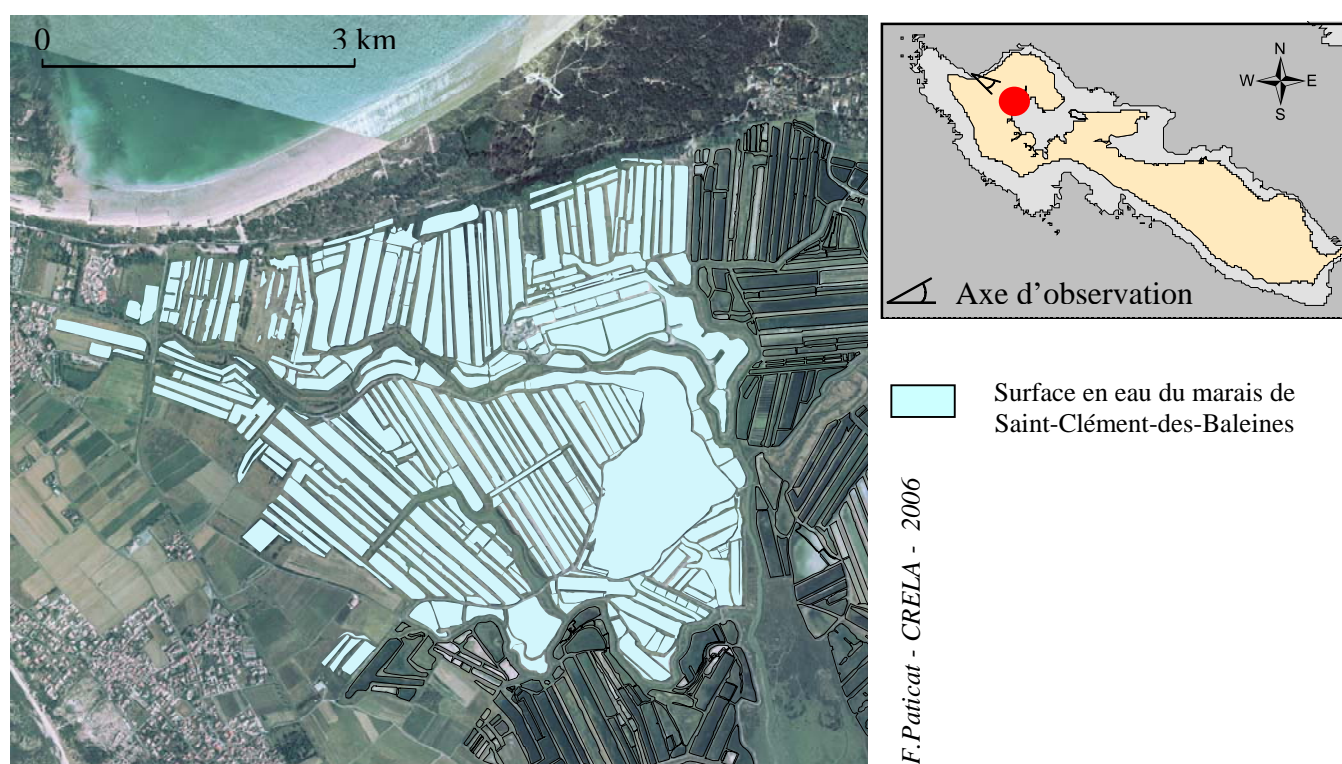 0 3 km
N
W E
S
Axe d'observation
Surface en eau du marais de
Saint-Clément-des-Baleines
F.Paticat - CRELA - 2006